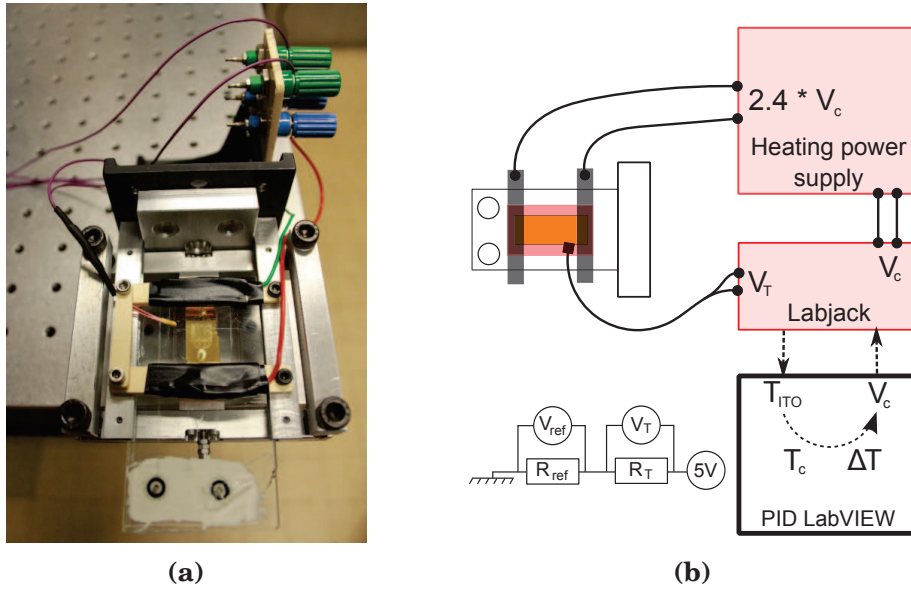 2.4 * Vc
Heating power
supply
VT
Vc
Labjack
TITO
Vc
Tc
ΔT
PID LabVIEW
Vref
VT
Rref
RT
5V
(a)
(b)